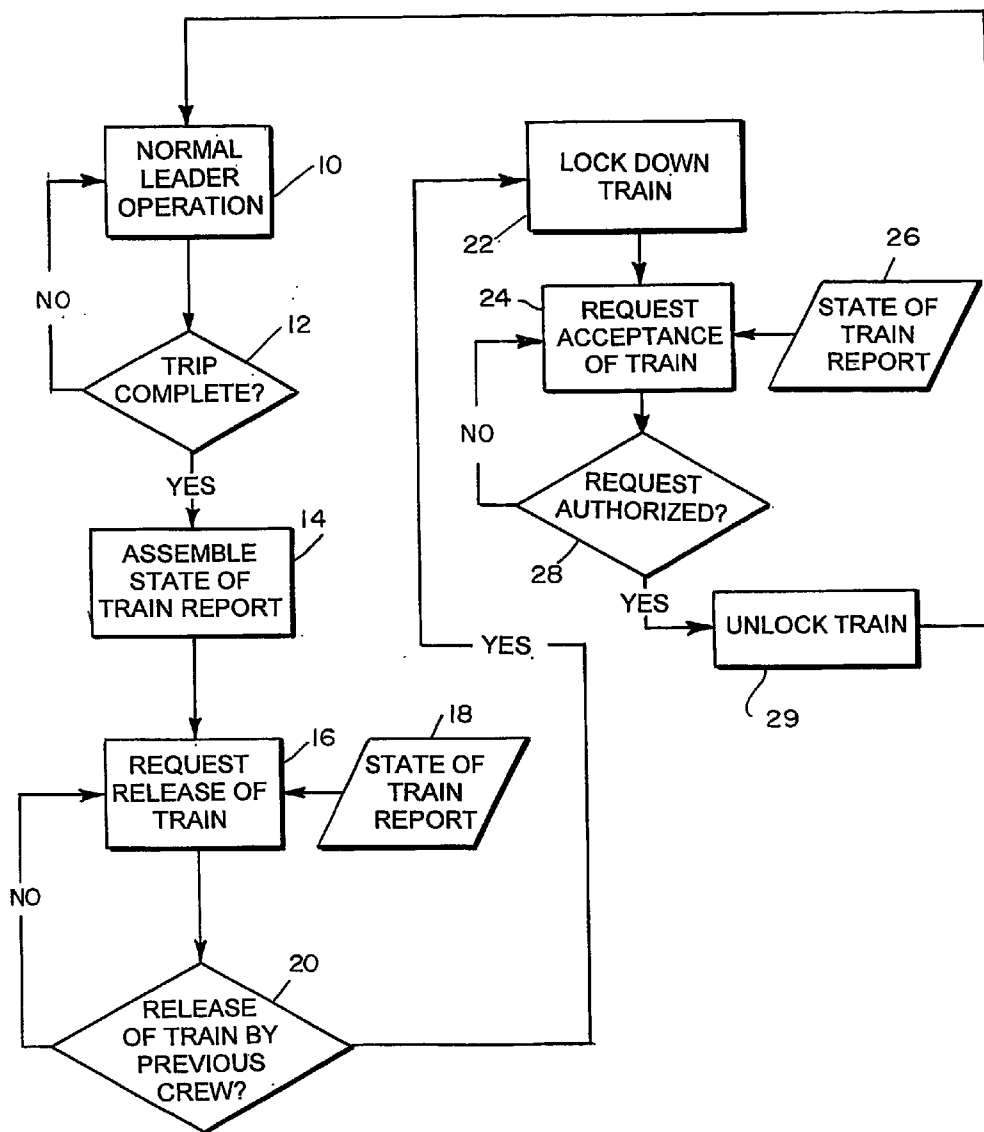 NORMAL
LEADER
OPERATION
10
NO
12
TRIP
COMPLETE?
YES
14
ASSEMBLE
STATE OF
TRAIN REPORT
16
REQUEST
RELEASE OF
TRAIN
18
STATE OF
TRAIN
REPORT
NO
20
RELEASE
OF TRAIN BY
PREVIOUS
CREW?
YES
LOCK DOWN
TRAIN
22
24
REQUEST
ACCEPTANCE
OF TRAIN
26
STATE OF
TRAIN
REPORT
NO
REQUEST
AUTHORIZED?
28
YES
UNLOCK TRAIN
29